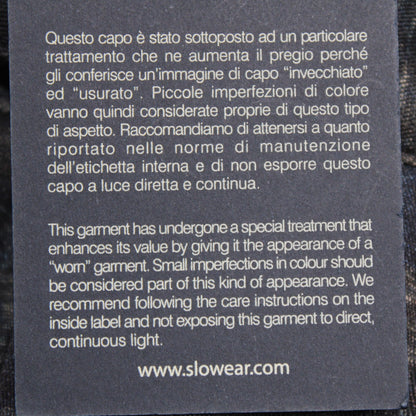 Questo capo è stato sottoposto ad un particolare
trattamento che ne aumenta il pregio perché
gli conferisce un'immagine di capo "invecchiato"
ed "usurato". Piccole imperfezioni di colore
vanno quindi considerate proprie di questo tipo
di aspetto. Raccomandiamo di attenersi a quanto
riportato nelle norme di manutenzione
dell'etichetta interna e di non esporre questo
capo a luce diretta e continua.
This garment has undergone a special treatment that
enhances its value by giving it the appearance of a
"worn" garment. Small imperfections in colour should
be considered part of this kind of appearance. We
recommend following the care instructions on the
inside label and not exposing this garment to direct,
continuous light.
www.slowear.com